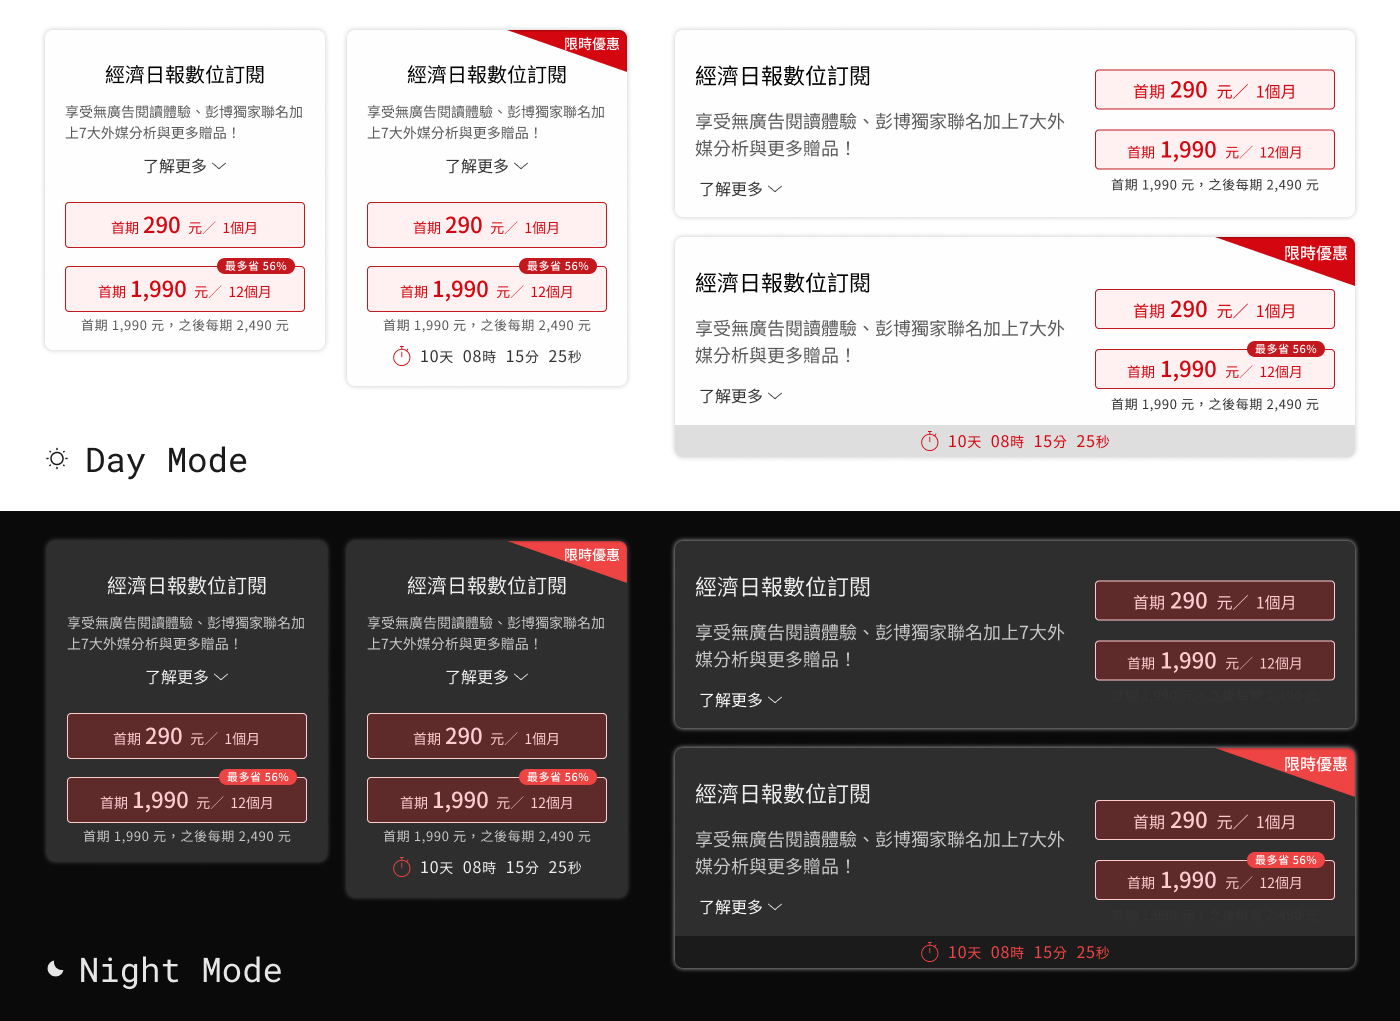 經濟日報數位訂閱
享受無廣告閱讀體驗、彭博獨家聯名加
上7大外媒分析與更多贈品！
了解更多
首期 290 元／ 1個月
最多省 56%
首期 1,990 元／ 12個月
首期 1,990 元，之後每期 2,490 元
限時優惠
經濟日報數位訂閱
享受無廣告閱讀體驗、彭博獨家聯名加
上7大外媒分析與更多贈品！
了解更多
首期 290 元／ 1個月
最多省 56%
首期 1,990 元／ 12個月
首期 1,990 元，之後每期 2,490 元
10天 08時 15分 25秒
經濟日報數位訂閱
享受無廣告閱讀體驗、彭博獨家聯名加上7大外
媒分析與更多贈品！
了解更多
首期 290 元／ 1個月
首期 1,990 元／ 12個月
首期 1,990 元，之後每期 2,490 元
限時優惠
經濟日報數位訂閱
享受無廣告閱讀體驗、彭博獨家聯名加上7大外
媒分析與更多贈品！
了解更多
首期 290 元／ 1個月
最多省 56%
首期 1,990 元／ 12個月
首期 1,990 元，之後每期 2,490 元
10天 08時 15分 25秒
Day Mode
經濟日報數位訂閱
享受無廣告閱讀體驗、彭博獨家聯名加
上7大外媒分析與更多贈品！
了解更多
首期 290 元／ 1個月
最多省 56%
首期 1,990 元／ 12個月
首期 1,990 元，之後每期 2,490 元
限時優惠
經濟日報數位訂閱
享受無廣告閱讀體驗、彭博獨家聯名加
上7大外媒分析與更多贈品！
了解更多
首期 290 元／ 1個月
最多省 56%
首期 1,990 元／ 12個月
首期 1,990 元，之後每期 2,490 元
10天 08時 15分 25秒
經濟日報數位訂閱
享受無廣告閱讀體驗、彭博獨家聯名加上7大外
媒分析與更多贈品！
了解更多
首期 290 元／ 1個月
首期 1,990 元／ 12個月
首期 1,990 元，之後每期 2,490 元
限時優惠
經濟日報數位訂閱
享受無廣告閱讀體驗、彭博獨家聯名加上7大外
媒分析與更多贈品！
了解更多
首期 290 元／ 1個月
最多省 56%
首期 1,990 元／ 12個月
10天 08時 15分 25秒
Night Mode